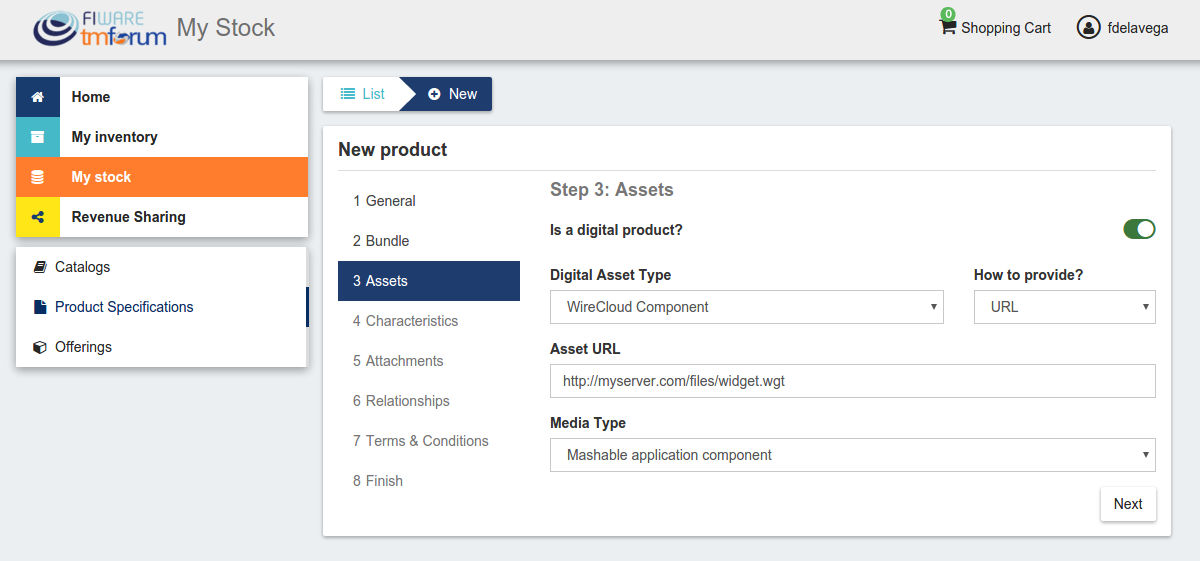 FIWARE
tmforum
My Stock
0
Shopping Cart
fdelavega
Home
My inventory
My stock
Revenue Sharing
Catalogs
Product Specifications
Offerings
List
New
New product
1 General
2 Bundle
3 Assets
4 Characteristics
5 Attachments
6 Relationships
7 Terms & Conditions
8 Finish
Step 3: Assets
Is a digital product?
Digital Asset Type
How to provide?
WireCloud Component
URL
Asset URL
http://myserver.com/files/widget.wgt
Media Type
Mashable application component
Next